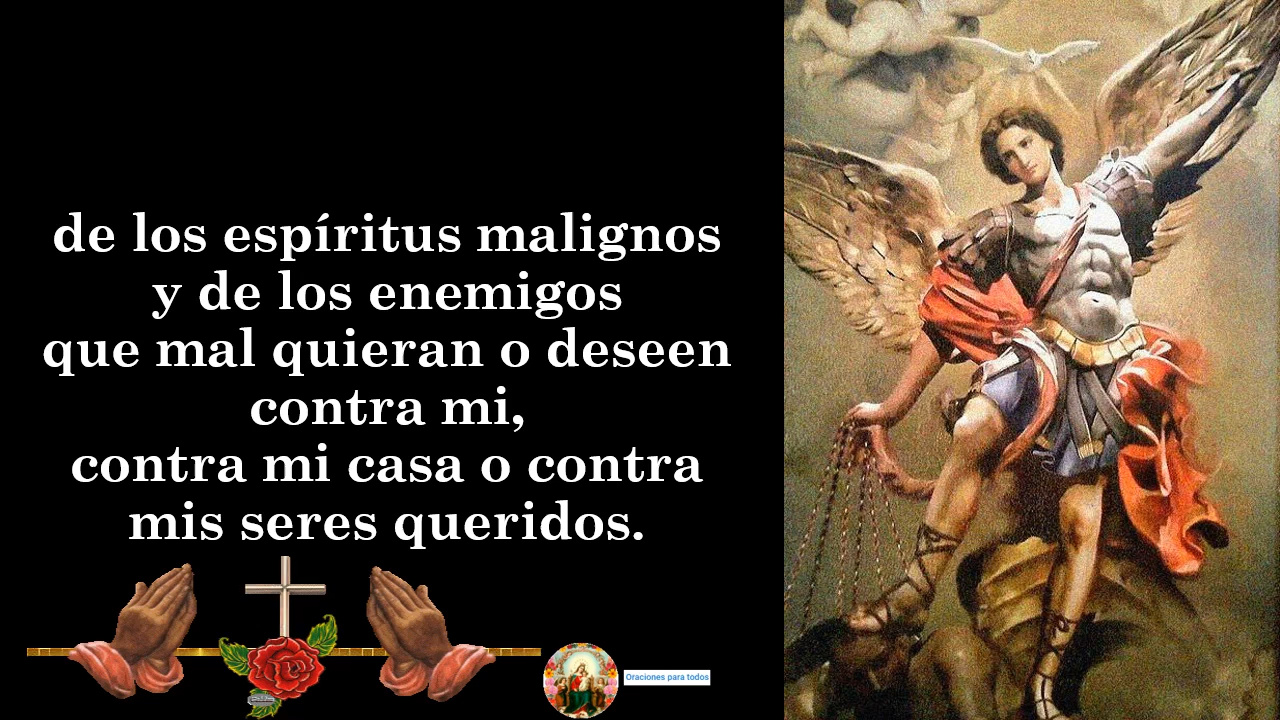 de los espíritus malignos
y de los enemigos
que mal quieran o deseen
contra mi,
contra mi casa o contra
mis seres queridos.
Oraciones para todos